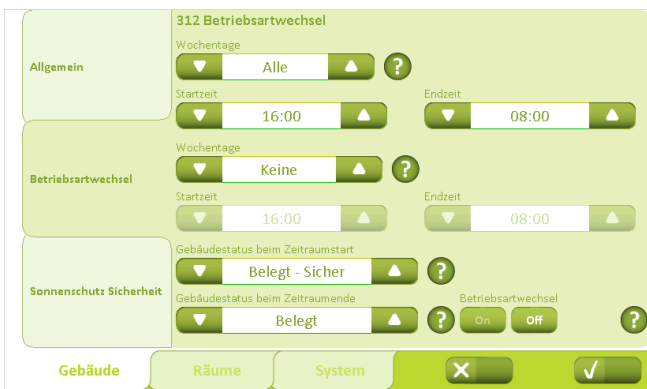 312 Betriebsartwechsel
Allgemein
Wochentage
Alle
?
Startzeit
Endzeit
16:00
08:00
Betriebsartwechsel
Wochentage
Keine
?
Startzeit
Endzeit
16:00
08:00
Sonnenschutz Sicherheit
Gebäudestatus beim Zeitraumstart
Belegt - Sicher
?
Gebäudestatus beim Zeitraumende
Betriebsartwechsel
Belegt
?
On
Off
?
Gebäude
Räume
System